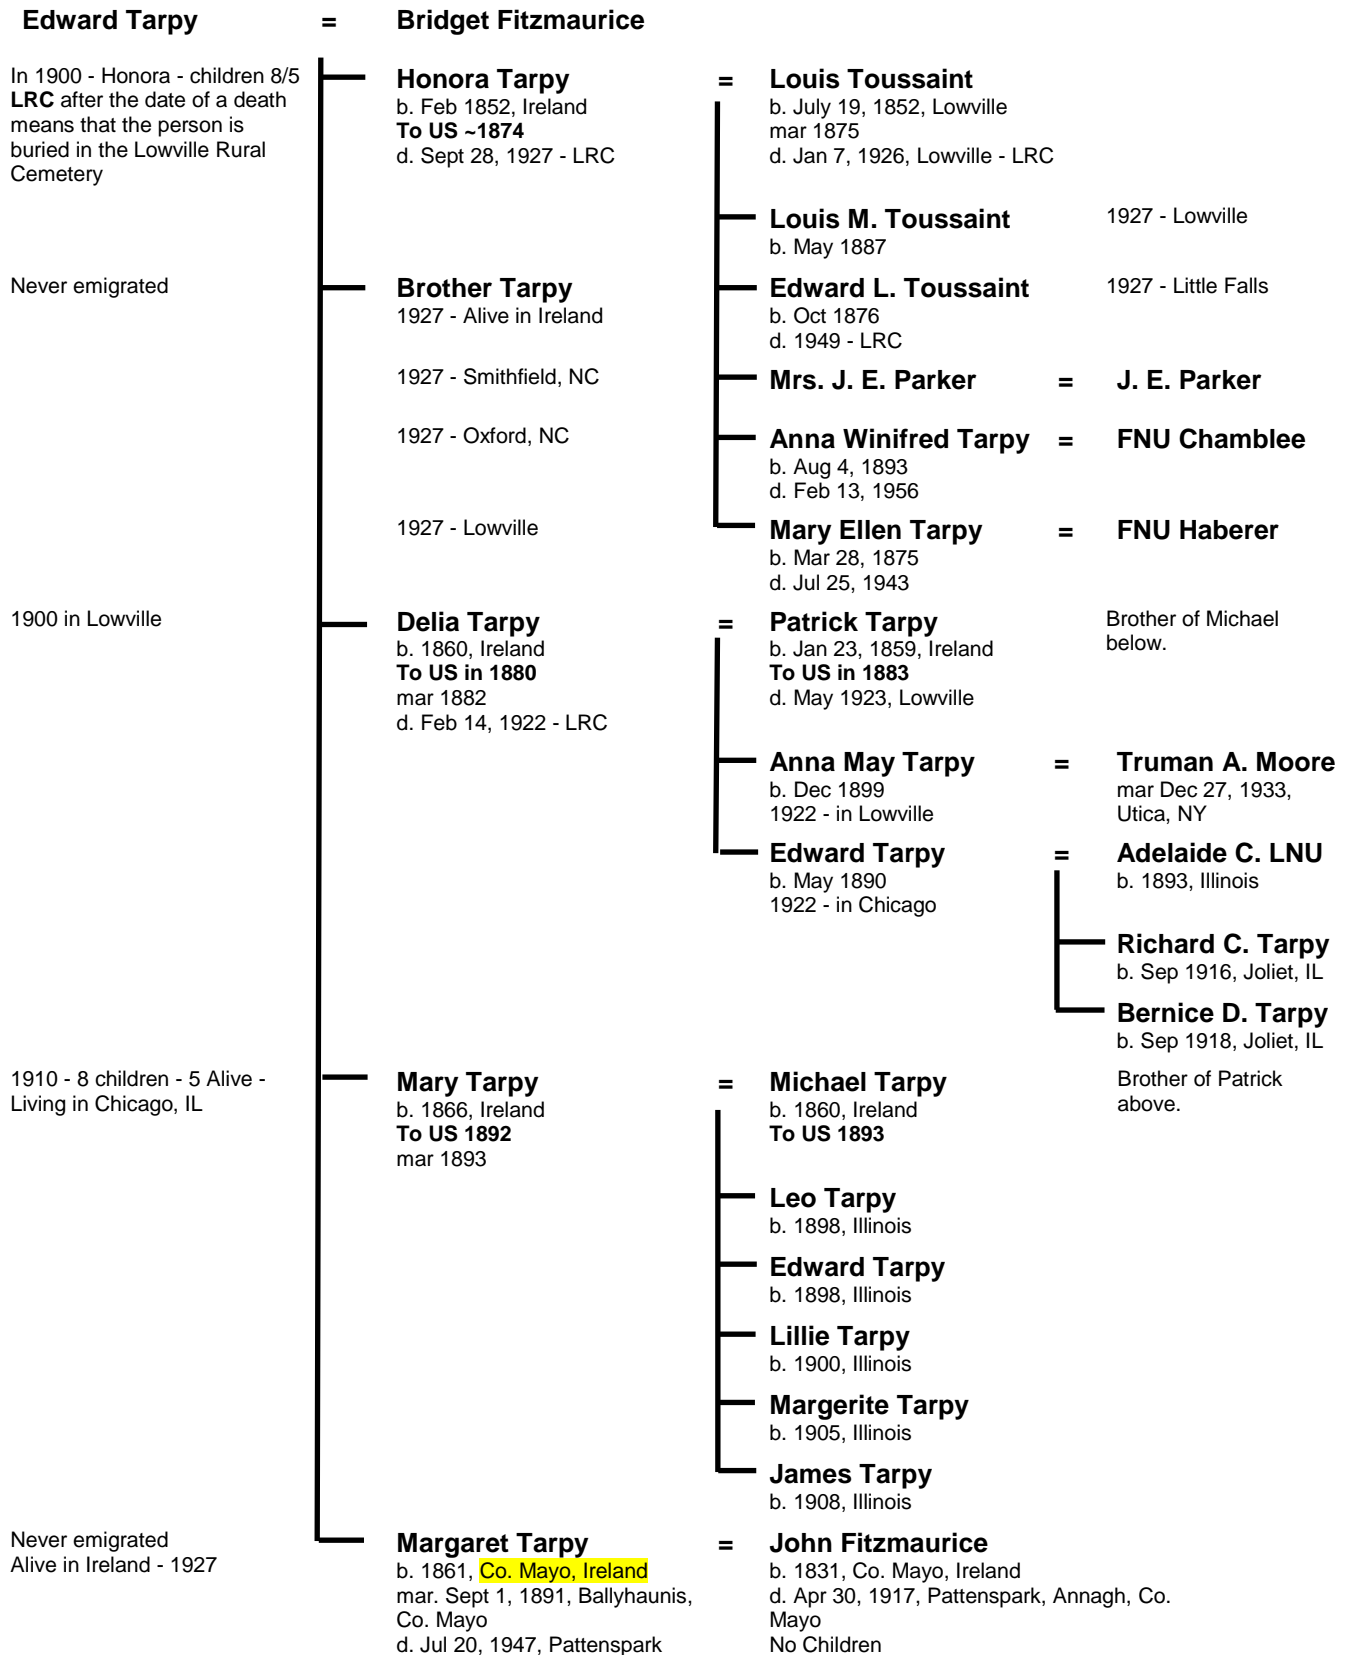 Edward Tarpy = Bridget Fitzmaurice
In 1900 - Honora - children 8/5
LRC after the date of a death
means that the person is
buried in the Lowville Rural
Cemetery
Honora Tarpy = Louis Toussaint
b. Feb 1852, Ireland
To US ~1874
d. Sept 28, 1927 - LRC
b. July 19, 1852, Lowville
mar 1875
d. Jan 7, 1926, Lowville - LRC
Louis M. Toussaint
b. May 1887
1927 - Lowville
Never emigrated
Brother Tarpy
1927 - Alive in Ireland
Edward L. Toussaint
b. Oct 1876
d. 1949 - LRC
1927 - Little Falls
1927 - Smithfield, NC
Mrs. J. E. Parker = J. E. Parker
1927 - Oxford, NC
Anna Winifred Tarpy = FNU Chamblee
b. Aug 4, 1893
d. Feb 13, 1956
1927 - Lowville
Mary Ellen Tarpy = FNU Haberer
b. Mar 28, 1875
d. Jul 25, 1943
1900 in Lowville
Delia Tarpy = Patrick Tarpy
b. 1860, Ireland
To US in 1880
mar 1882
d. Feb 14, 1922 - LRC
b. Jan 23, 1859, Ireland
To US in 1883
d. May 1923, Lowville
Brother of Michael
below.
Anna May Tarpy = Truman A. Moore
b. Dec 1899
1922 - in Lowville
mar Dec 27, 1933,
Utica, NY
Edward Tarpy = Adelaide C. LNU
b. May 1890
1922 - in Chicago
b. 1893, Illinois
Richard C. Tarpy
b. Sep 1916, Joliet, IL
Bernice D. Tarpy
b. Sep 1918, Joliet, IL
1910 - 8 children - 5 Alive -
Living in Chicago, IL
Mary Tarpy = Michael Tarpy
b. 1866, Ireland
To US 1892
mar 1893
b. 1860, Ireland
To US 1893
Brother of Patrick
above.
Leo Tarpy
b. 1898, Illinois
Edward Tarpy
b. 1898, Illinois
Lillie Tarpy
b. 1900, Illinois
Margerite Tarpy
b. 1905, Illinois
James Tarpy
b. 1908, Illinois
Never emigrated
Alive in Ireland - 1927
Margaret Tarpy = John Fitzmaurice
b. 1861, Co. Mayo, Ireland
mar. Sept 1, 1891, Ballyhaunis,
Co. Mayo
d. Jul 20, 1947, Pattenspark
b. 1831, Co. Mayo, Ireland
d. Apr 30, 1917, Pattenspark, Annagh, Co.
Mayo
No Children